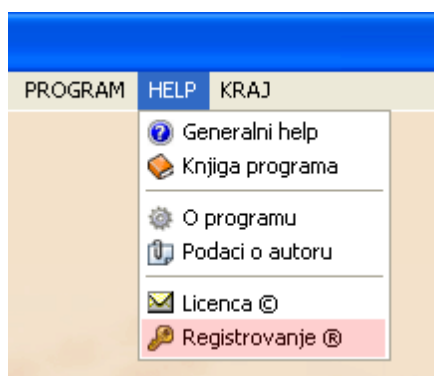 PROGRAM HELP KRAJ
Generalni help
Knjiga programa
O programu
Podaci o autoru
Licenca ©
Registrovanje ®